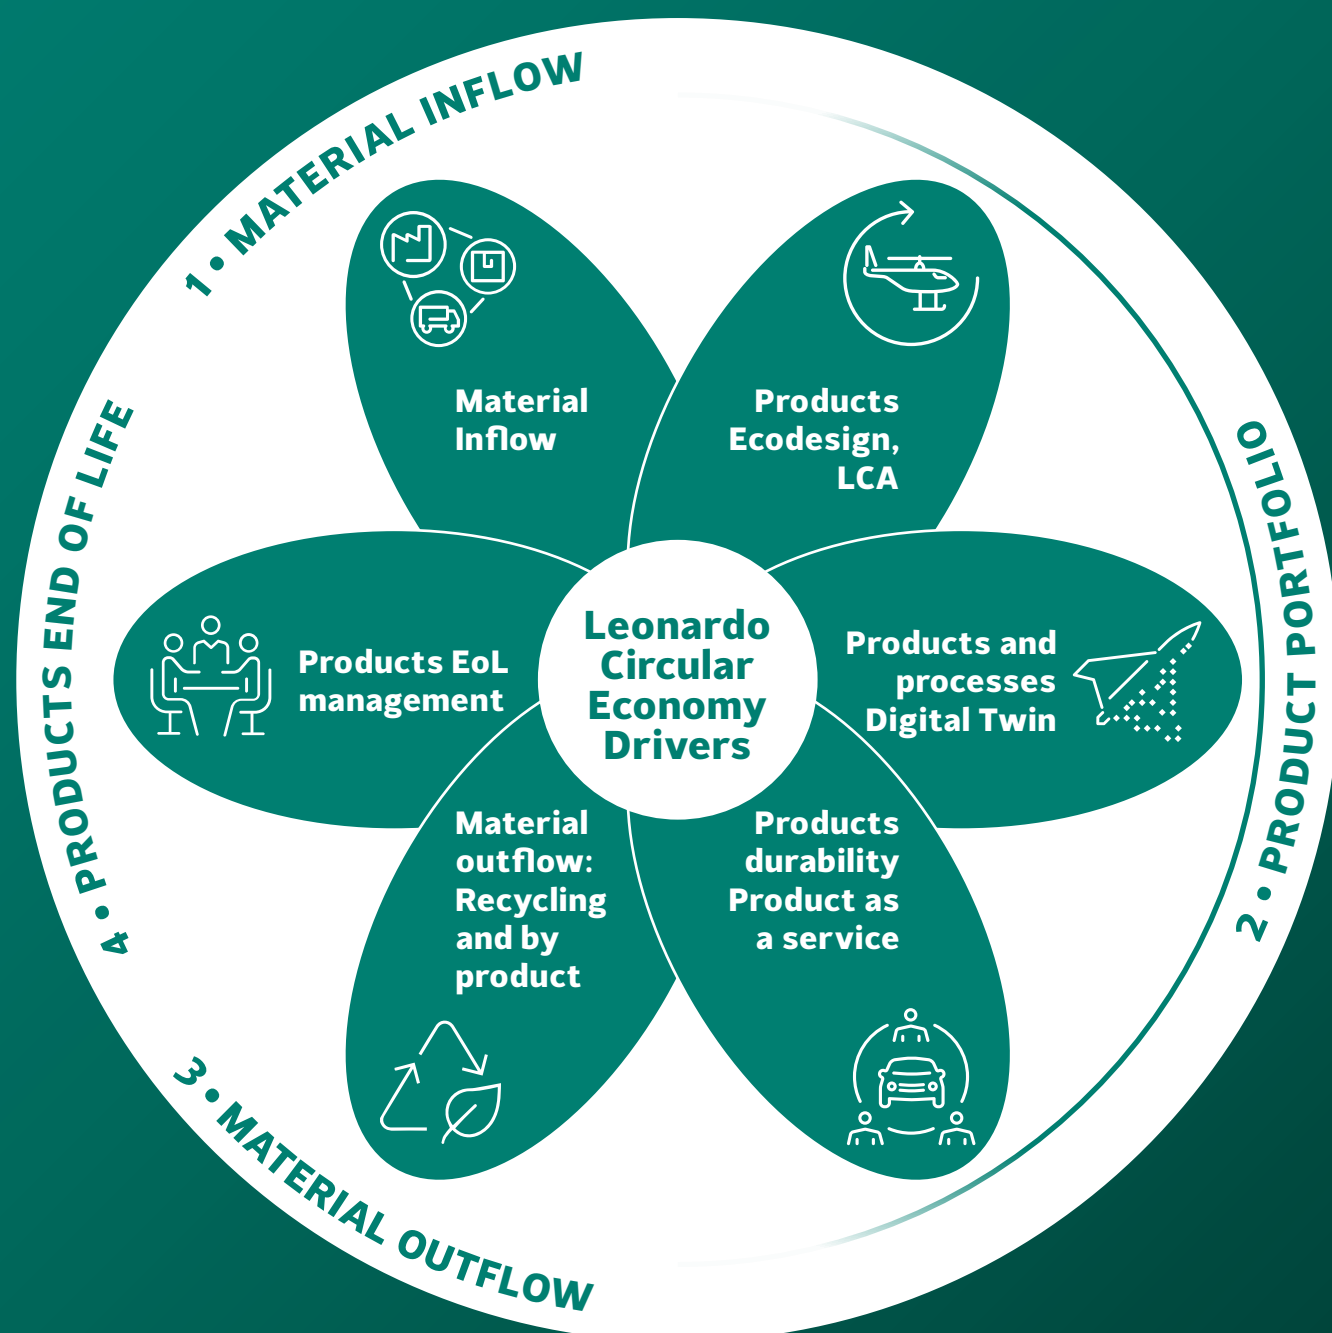 1 • MATERIAL INFLOW
Material
Inflow
Products
Ecodesign,
LCA
2 • PRODUCT PORTFOLIO
Products and
processes
Digital Twin
Products
durability
Product as
a service
3 • MATERIAL OUTFLOW
Material
outflow:
Recycling
and by
product
4 • PRODUCTS END OF LIFE
Products EoL
management
Leonardo
Circular
Economy
Drivers